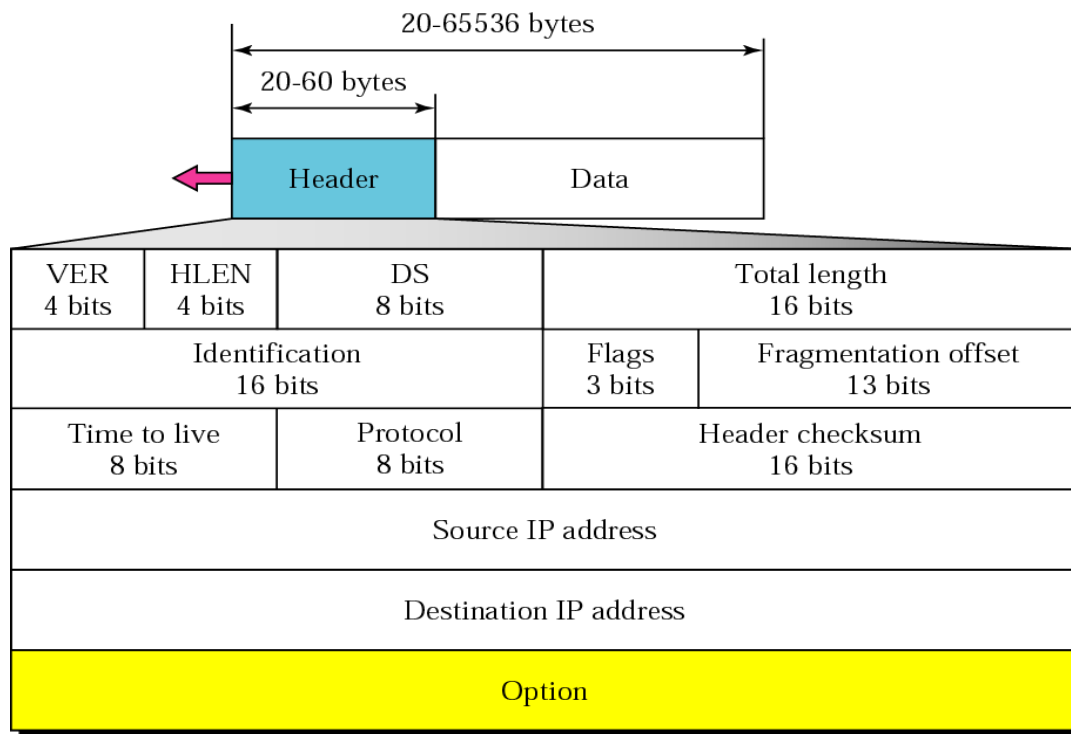 20-65536 bytes
20-60 bytes
Header
Data
VER
4 bits
HLEN
4 bits
DS
8 bits
Total length
16 bits
Identification
16 bits
Flags
3 bits
Fragmentation offset
13 bits
Time to live
8 bits
Protocol
8 bits
Header checksum
16 bits
Source IP address
Destination IP address
Option